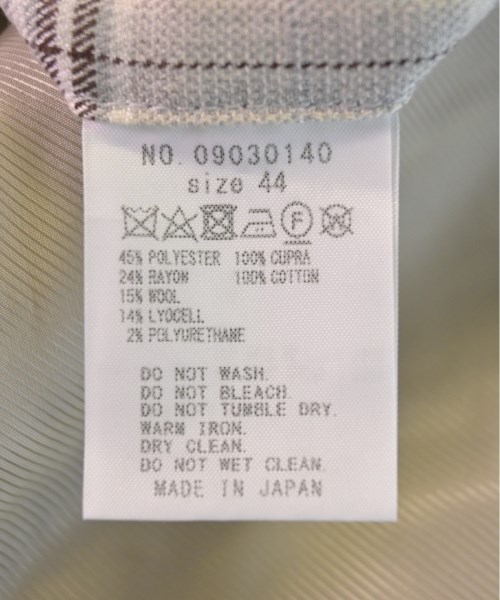 NO. 09030140
size 44
F
45% POLYESTER 100% CUPRA
24% RAYON 100% COTTON
15% WOOL
14% LYOCELL
2% POLYURETHANE
DO NOT WASH.
DO NOT BLEACH.
DO NOT TUMBLE DRY.
WARM IRON.
DRY CLEAN.
DO NOT WET CLEAN.
MADE IN JAPAN